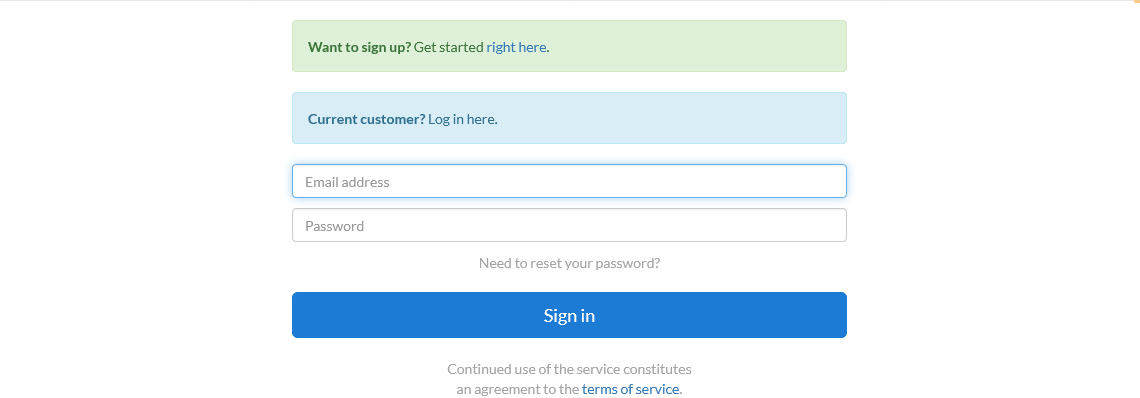 Want to sign up? Get started right here.
Current customer? Log in here.
Email address
Password
Need to reset your password?
Sign in
Continued use of the service constitutes
an agreement to the terms of service.